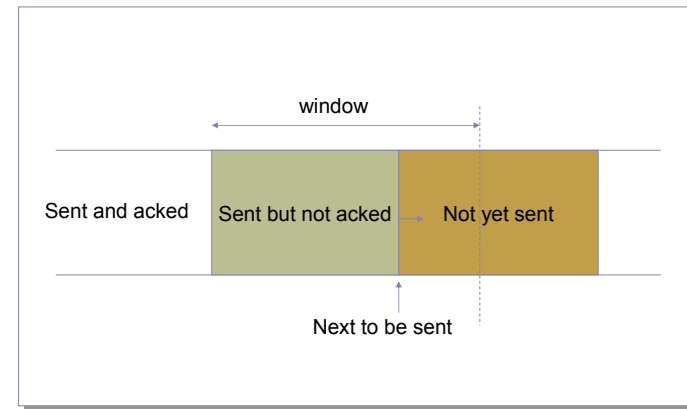 window
Sent and acked
Sent but not acked
Not yet sent
Next to be sent